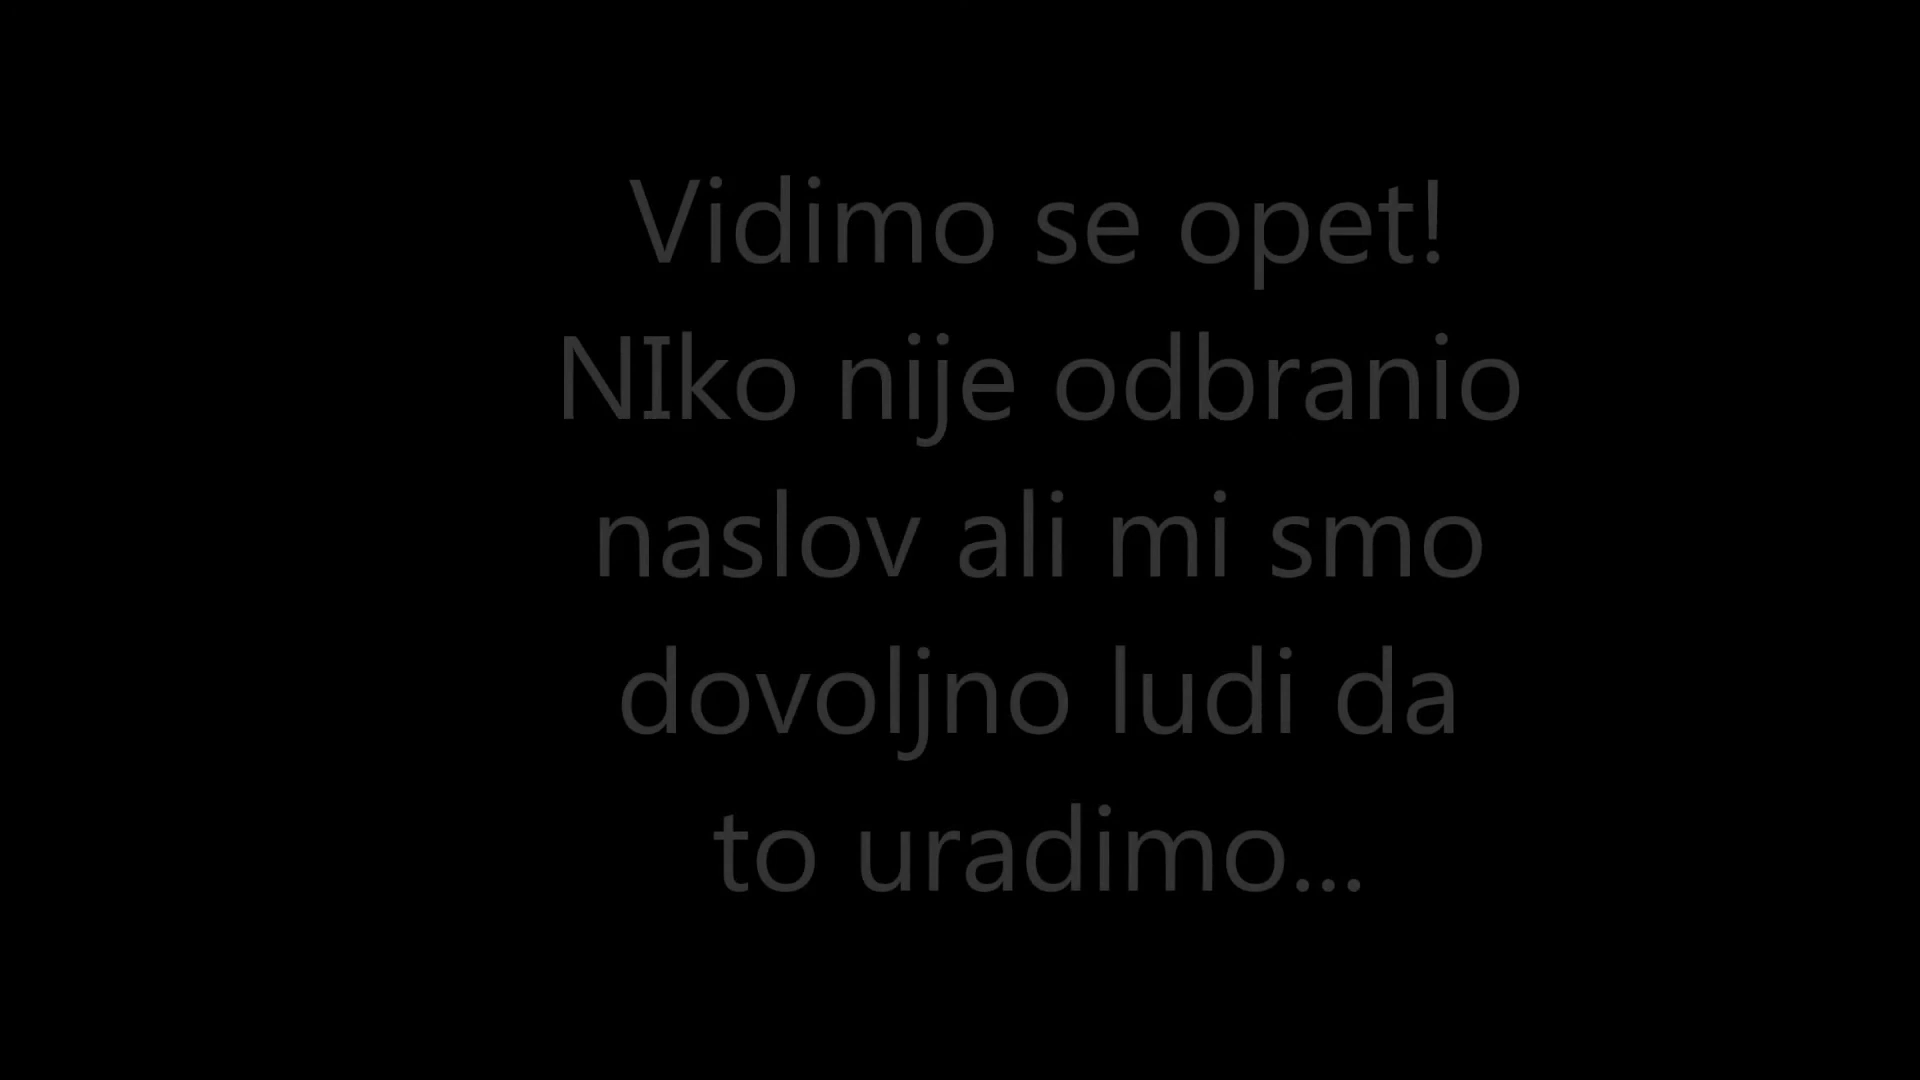 Vidimo se opet!
NIko nije odbranio
naslov ali mi smo
dovoljno ludi da
to uradimo...